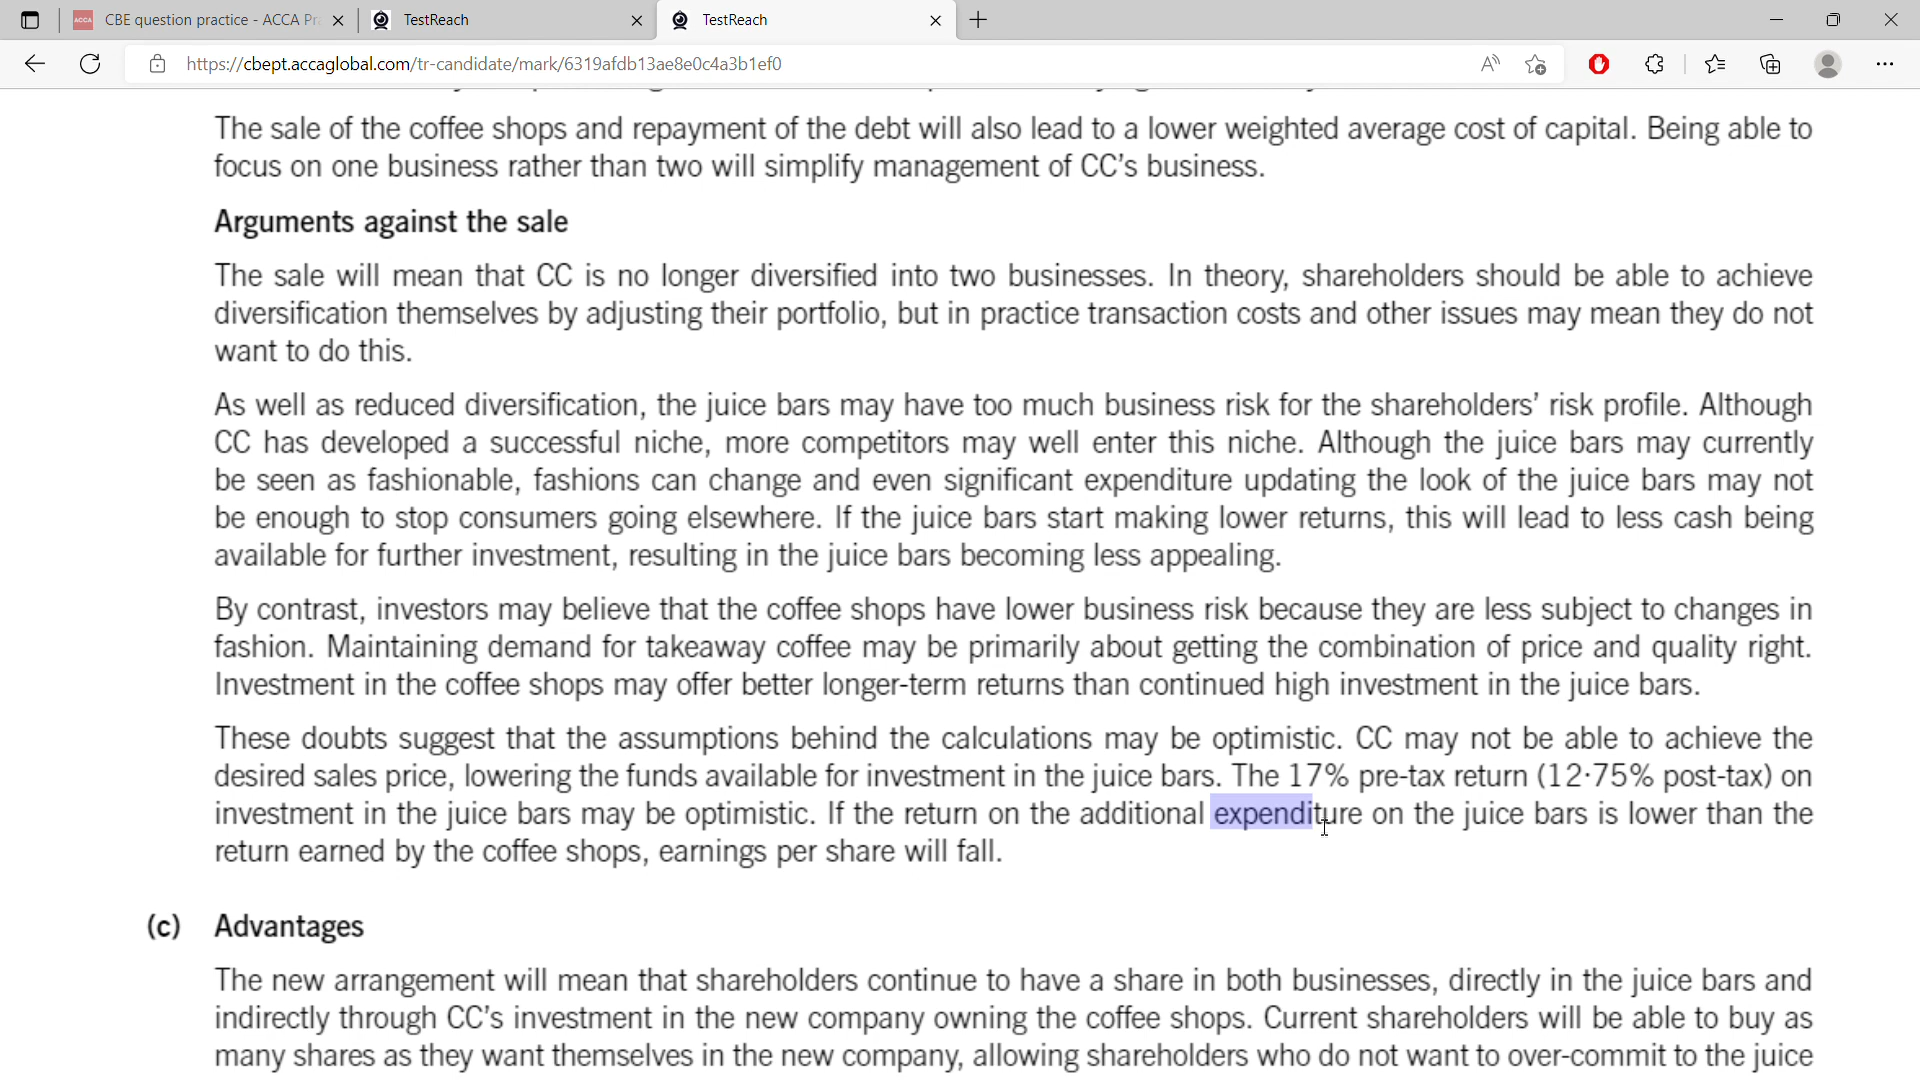 CBE question practice - ACCA Pr
TestReach
TestReach
https://cbept.accaglobal.com/tr-candidate/mark/6319afdb13ae8e0c4a3b1ef0
The sale of the coffee shops and repayment of the debt will also lead to a lower weighted average cost of capital. Being able to
focus on one business rather than two will simplify management of CC's business.
Arguments against the sale
The sale will mean that CC is no longer diversified into two businesses. In theory, shareholders should be able to achieve
diversification themselves by adjusting their portfolio, but in practice transaction costs and other issues may mean they do not
want to do this.
As well as reduced diversification, the juice bars may have too much business risk for the shareholders' risk profile. Although
CC has developed a successful niche, more competitors may well enter this niche. Although the juice bars may currently
be seen as fashionable, fashions can change and even significant expenditure updating the look of the juice bars may not
be enough to stop consumers going elsewhere. If the juice bars start making lower returns, this will lead to less cash being
available for further investment, resulting in the juice bars becoming less appealing.
By contrast, investors may believe that the coffee shops have lower business risk because they are less subject to changes in
fashion. Maintaining demand for takeaway coffee may be primarily about getting the combination of price and quality right.
Investment in the coffee shops may offer better longer-term returns than continued high investment in the juice bars.
These doubts suggest that the assumptions behind the calculations may be optimistic. CC may not be able to achieve the
desired sales price, lowering the funds available for investment in the juice bars. The 17% pre-tax return (12·75% post-tax) on
investment in the juice bars may be optimistic. If the return on the additional expenditure on the juice bars is lower than the
return earned by the coffee shops, earnings per share will fall.
(c) Advantages
The new arrangement will mean that shareholders continue to have a share in both businesses, directly in the juice bars and
indirectly through CC's investment in the new company owning the coffee shops. Current shareholders will be able to buy as
many shares as they want themselves in the new company, allowing shareholders who do not want to over-commit to the juice